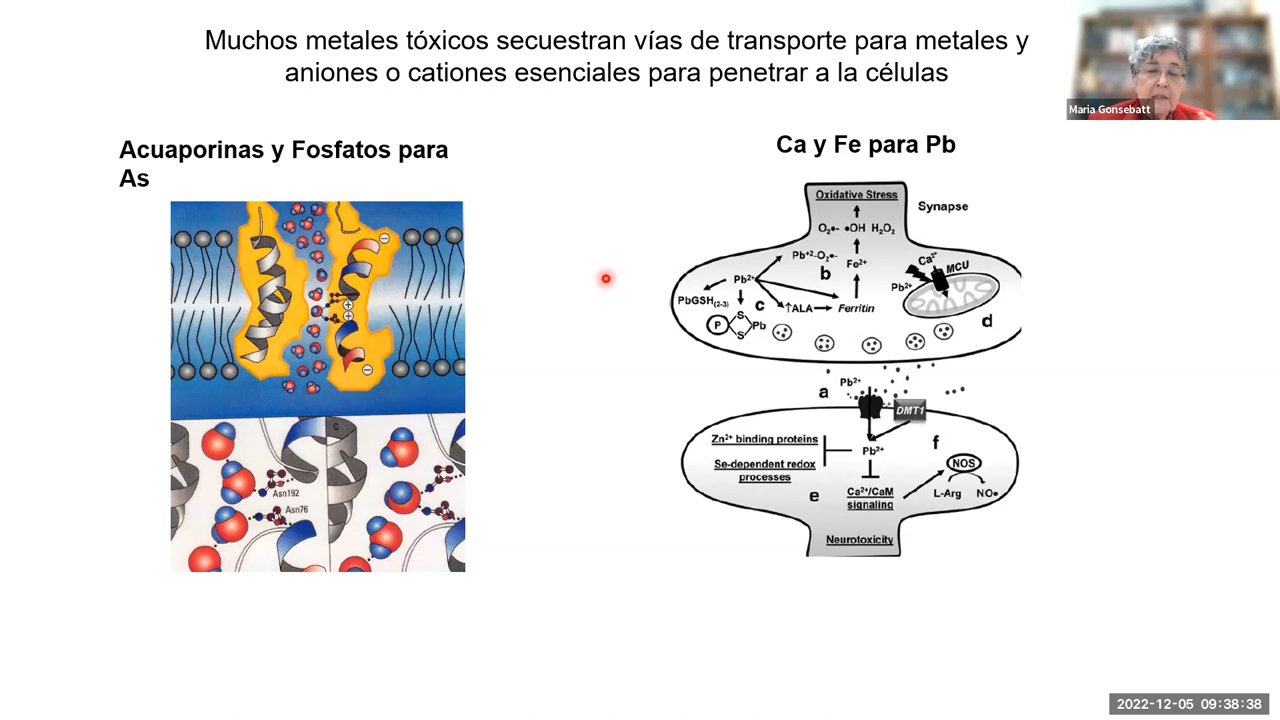 Muchos metales tóxicos secuestran vías de transporte para metales y
aniones o cationes esenciales para penetrar a la células
Maria Gonsebatt
Acuaporinas y Fosfatos para
As
Asn192
Asn76
Ca y Fe para Pb
Oxidative Stress
Synapse
O₂•- •OH H₂O₂
Pb⁺²-O₂•-
Fe²⁺
b
Ca²⁺
MCU
Pb²⁺
Pb²⁺
PbGSH(2-3)
c
↑ALA
Ferritin
P
S
S
Pb
d
a
Pb²⁺
DMT1
Zn²⁺ binding proteins
Pb²⁺
f
Se-dependent redox
processes
NOS
e
Ca²⁺/CaM
signaling
L-Arg
NO•
Neurotoxicity
2022-12-05 09:38:38